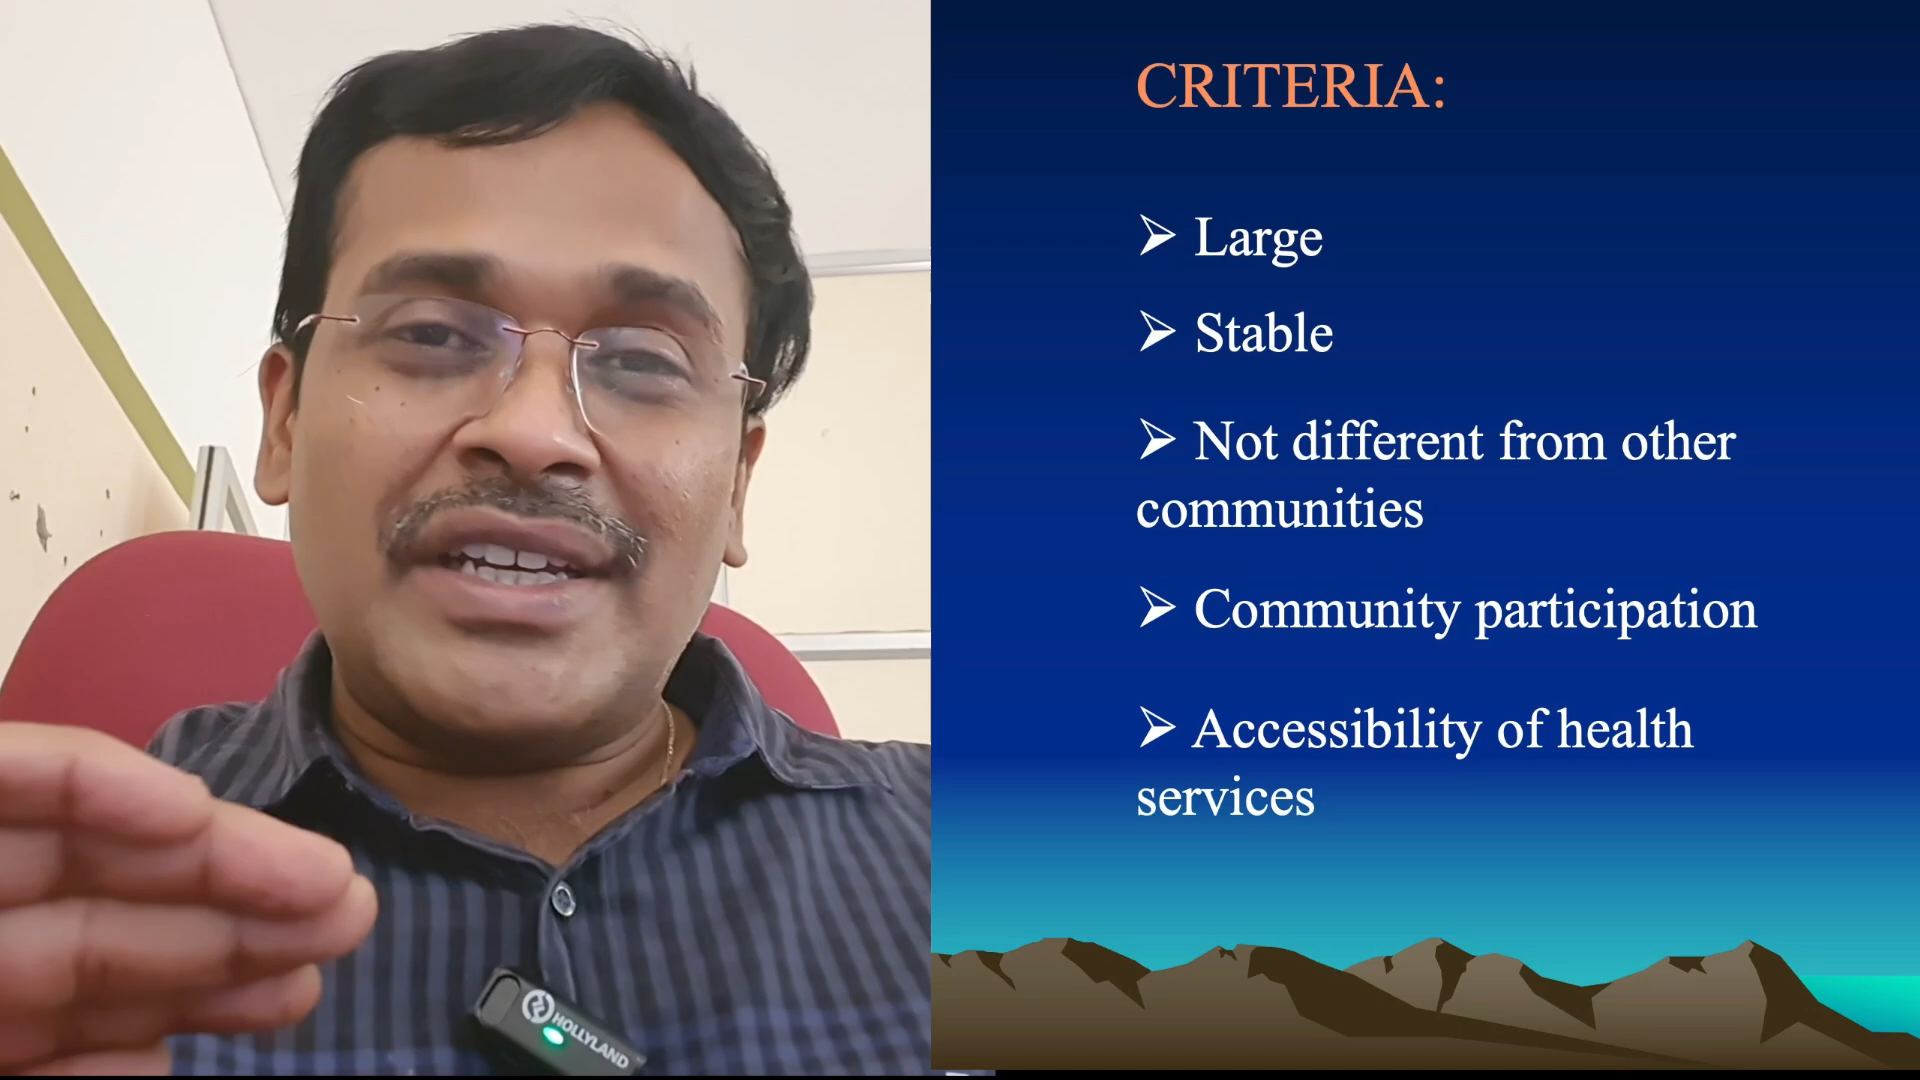 CRITERIA:
➢ Large
➢ Stable
➢ Not different from other
communities
➢ Community participation
➢ Accessibility of health
services
HOLLYLAND